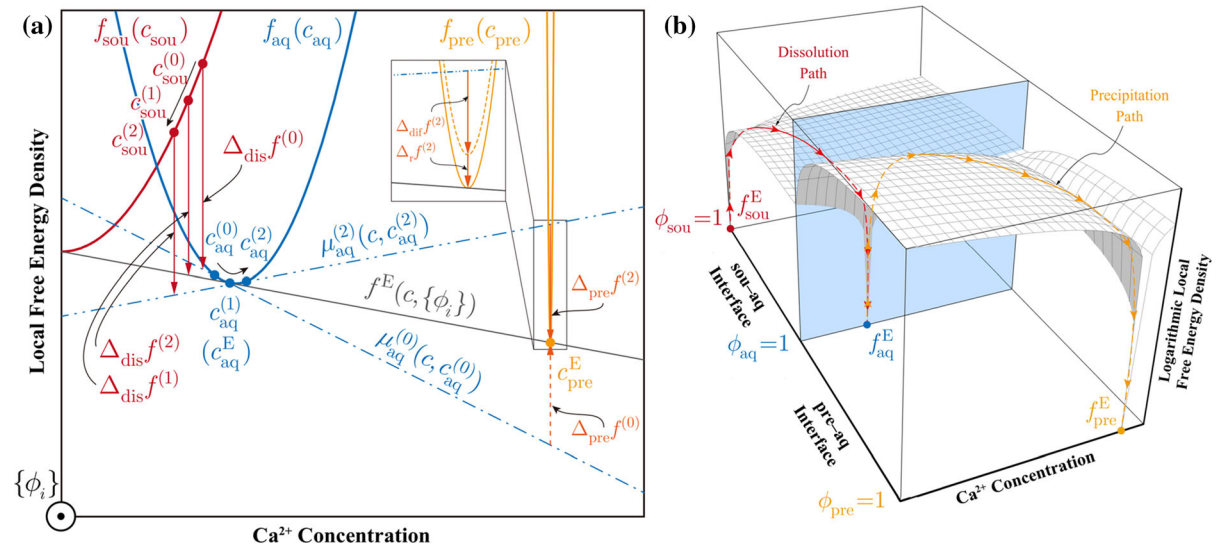 (a)
f_sou(c_sou)
f_aq(c_aq)
f_pre(c_pre)
c_sou^(0)
c_sou^(1)
c_sou^(2)
Δ_dis f^(0)
Δ_dif f^(2)
Δ_r f^(2)
c_aq^(0)
c_aq^(2)
μ_aq^(2)(c, c_aq^(2))
f^E(c, {ϕ_i})
Δ_pre f^(2)
c_aq^(1)
(c_aq^E)
μ_aq^(0)(c, c_aq^(0))
c_pre^E
Δ_dis f^(2)
Δ_dis f^(1)
Δ_pre f^(0)
{ϕ_i}
Local Free Energy Density
Ca²⁺ Concentration
(b)
Dissolution
Path
Precipitation
Path
ϕ_sou=1
f_sou^E
sou–aq
Interface
ϕ_aq=1
f_aq^E
pre–aq
Interface
ϕ_pre=1
f_pre^E
Logarithmic Local
Free Energy Density
Ca²⁺ Concentration